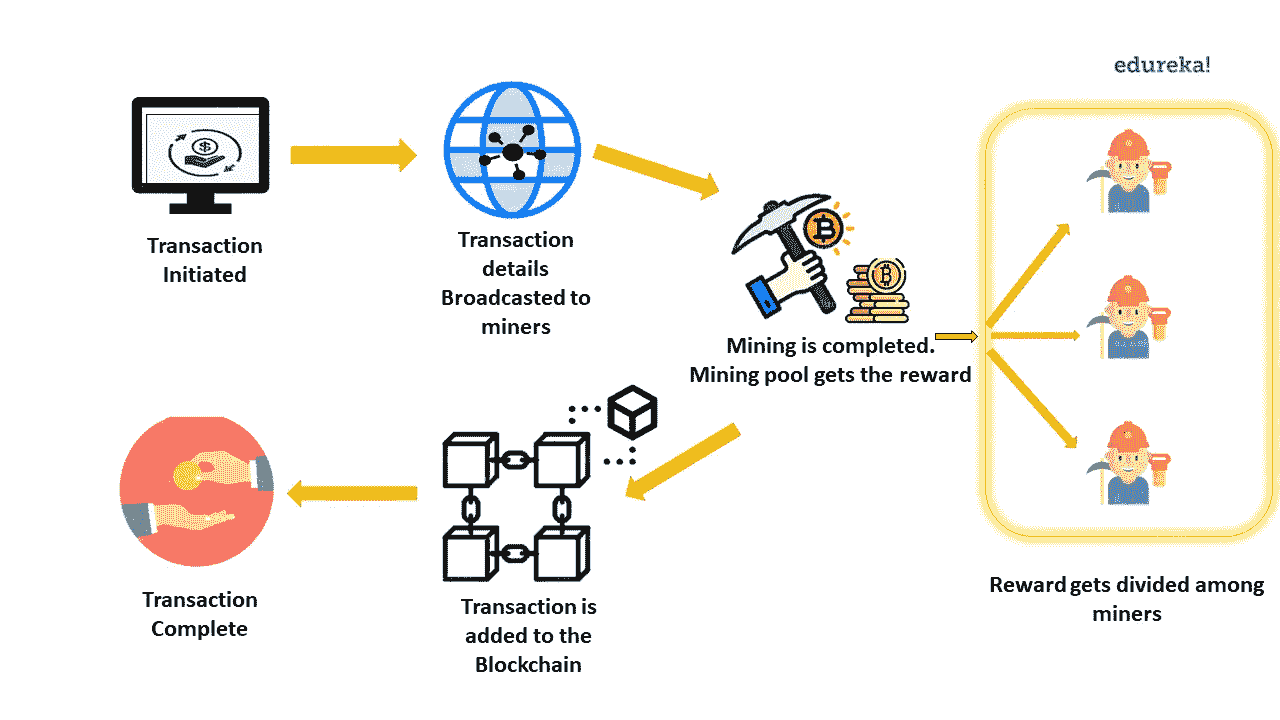 edureka!
Transaction
Initiated
Transaction
details
Broadcasted to
miners
Mining is completed.
Mining pool gets the reward
Reward gets divided among
miners
Transaction is
added to the
Blockchain
Transaction
Complete